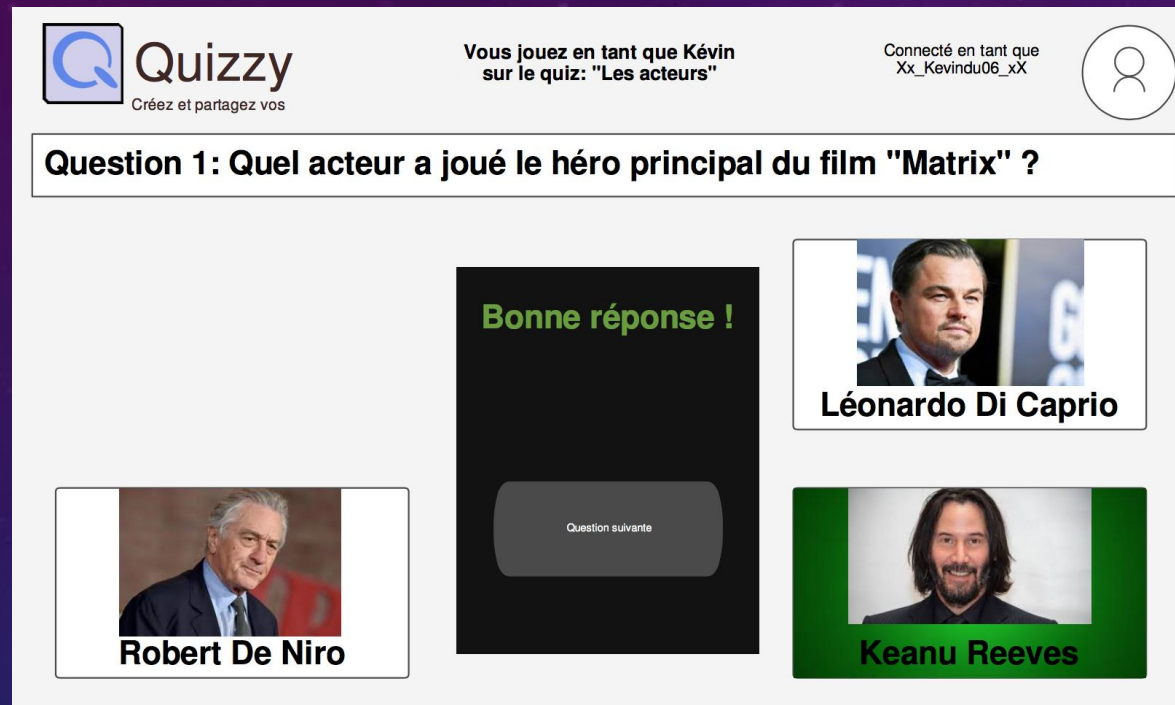 Quizzy
Créez et partagez vos
Vous jouez en tant que Kévin
sur le quiz: "Les acteurs"
Connecté en tant que
Xx_Kevindu06_xX
Question 1: Quel acteur a joué le héro principal du film "Matrix" ?
Bonne réponse !
Question suivante
Léonardo Di Caprio
Robert De Niro
Keanu Reeves